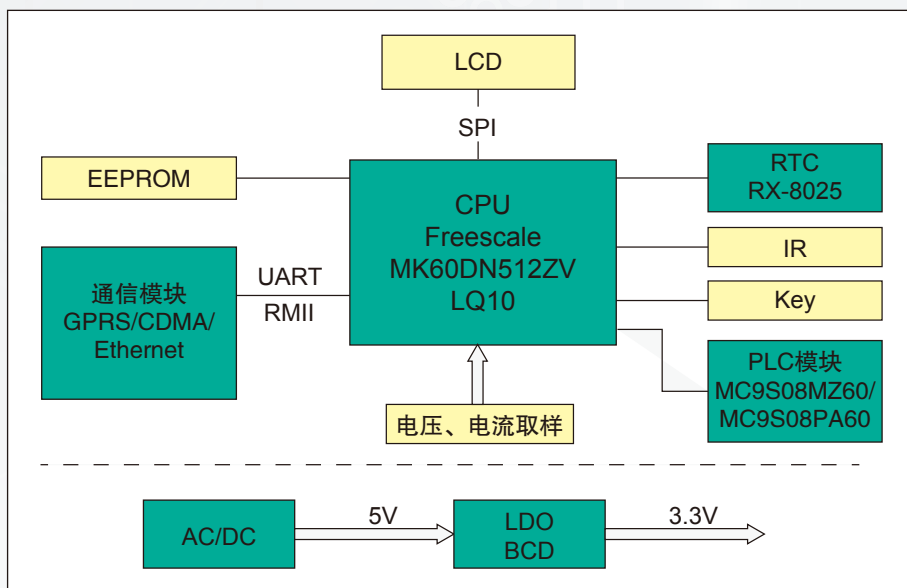 LCD
SPI
EEPROM
CPU
Freescale
MK60DN512ZV
LQ10
RTC
RX-8025
IR
Key
通信模块
GPRS/CDMA/
Ethernet
UART
RMII
PLC模块
MC9S08MZ60/
MC9S08PA60
电压、电流取样
AC/DC
5V
LDO
BCD
3.3V